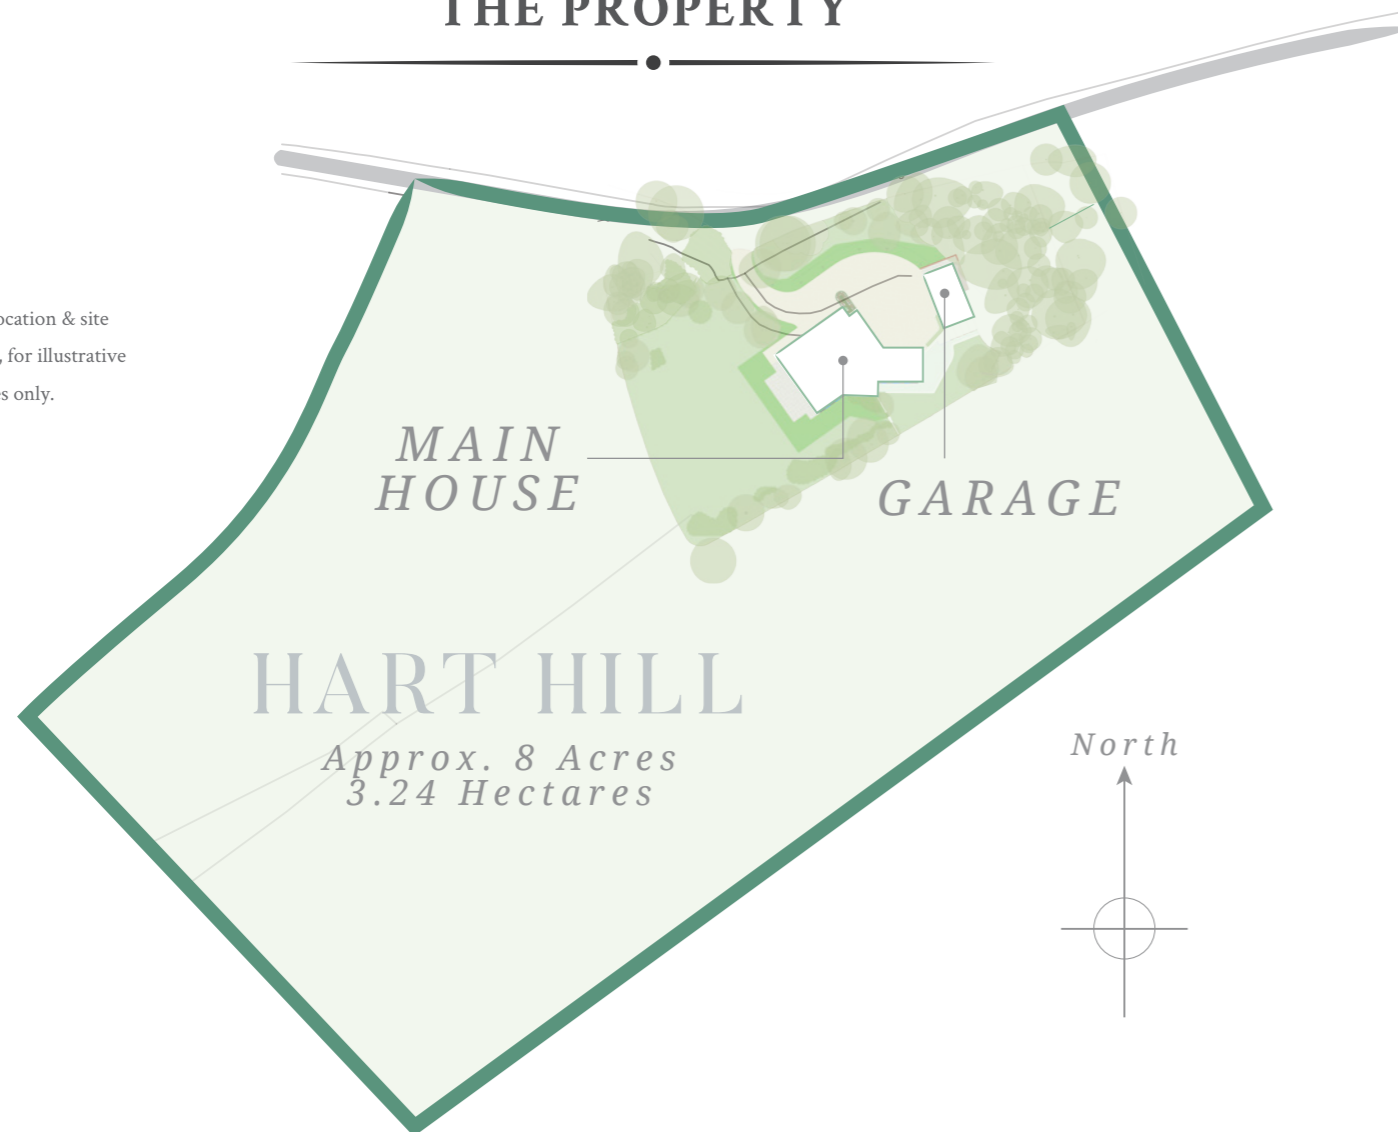 THE PROPERTY
ocation & site
, for illustrative
es only.
MAIN
HOUSE
GARAGE
HART HILL
Approx. 8 Acres
3.24 Hectares
North